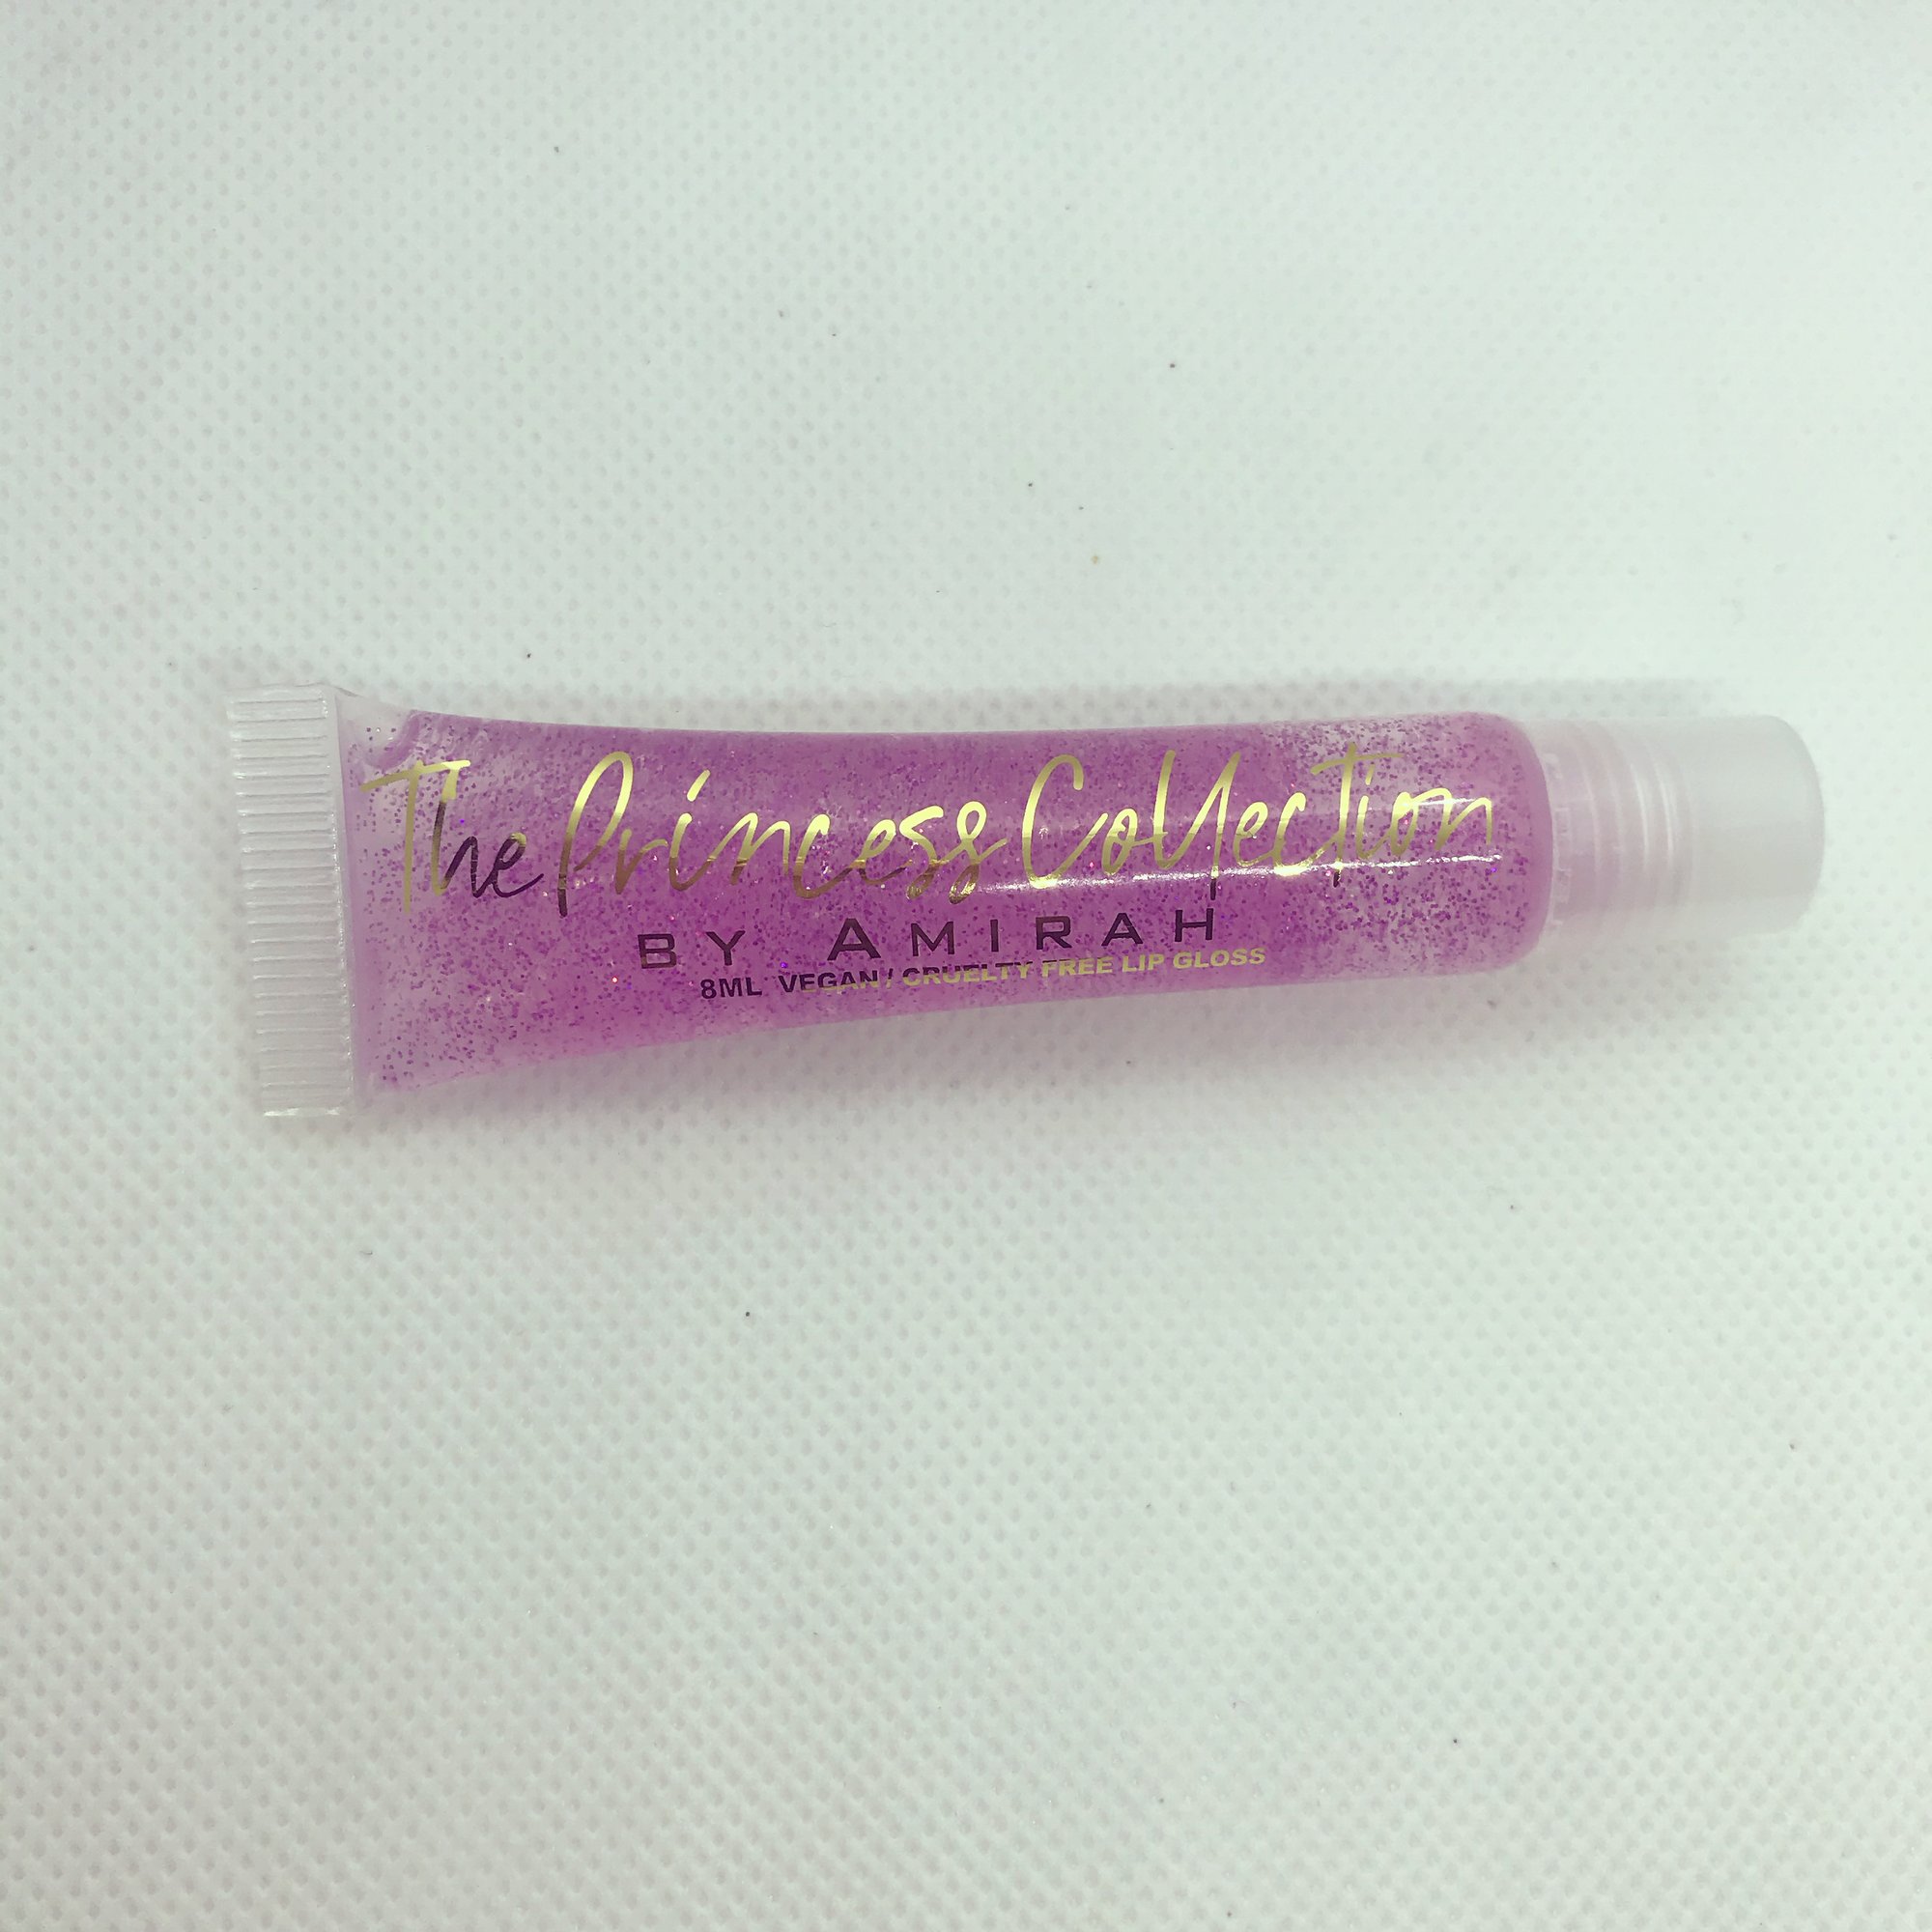 The Princess Collection
BY AMIRAH
8ML VEGAN / CRUELTY FREE LIP GLOSS